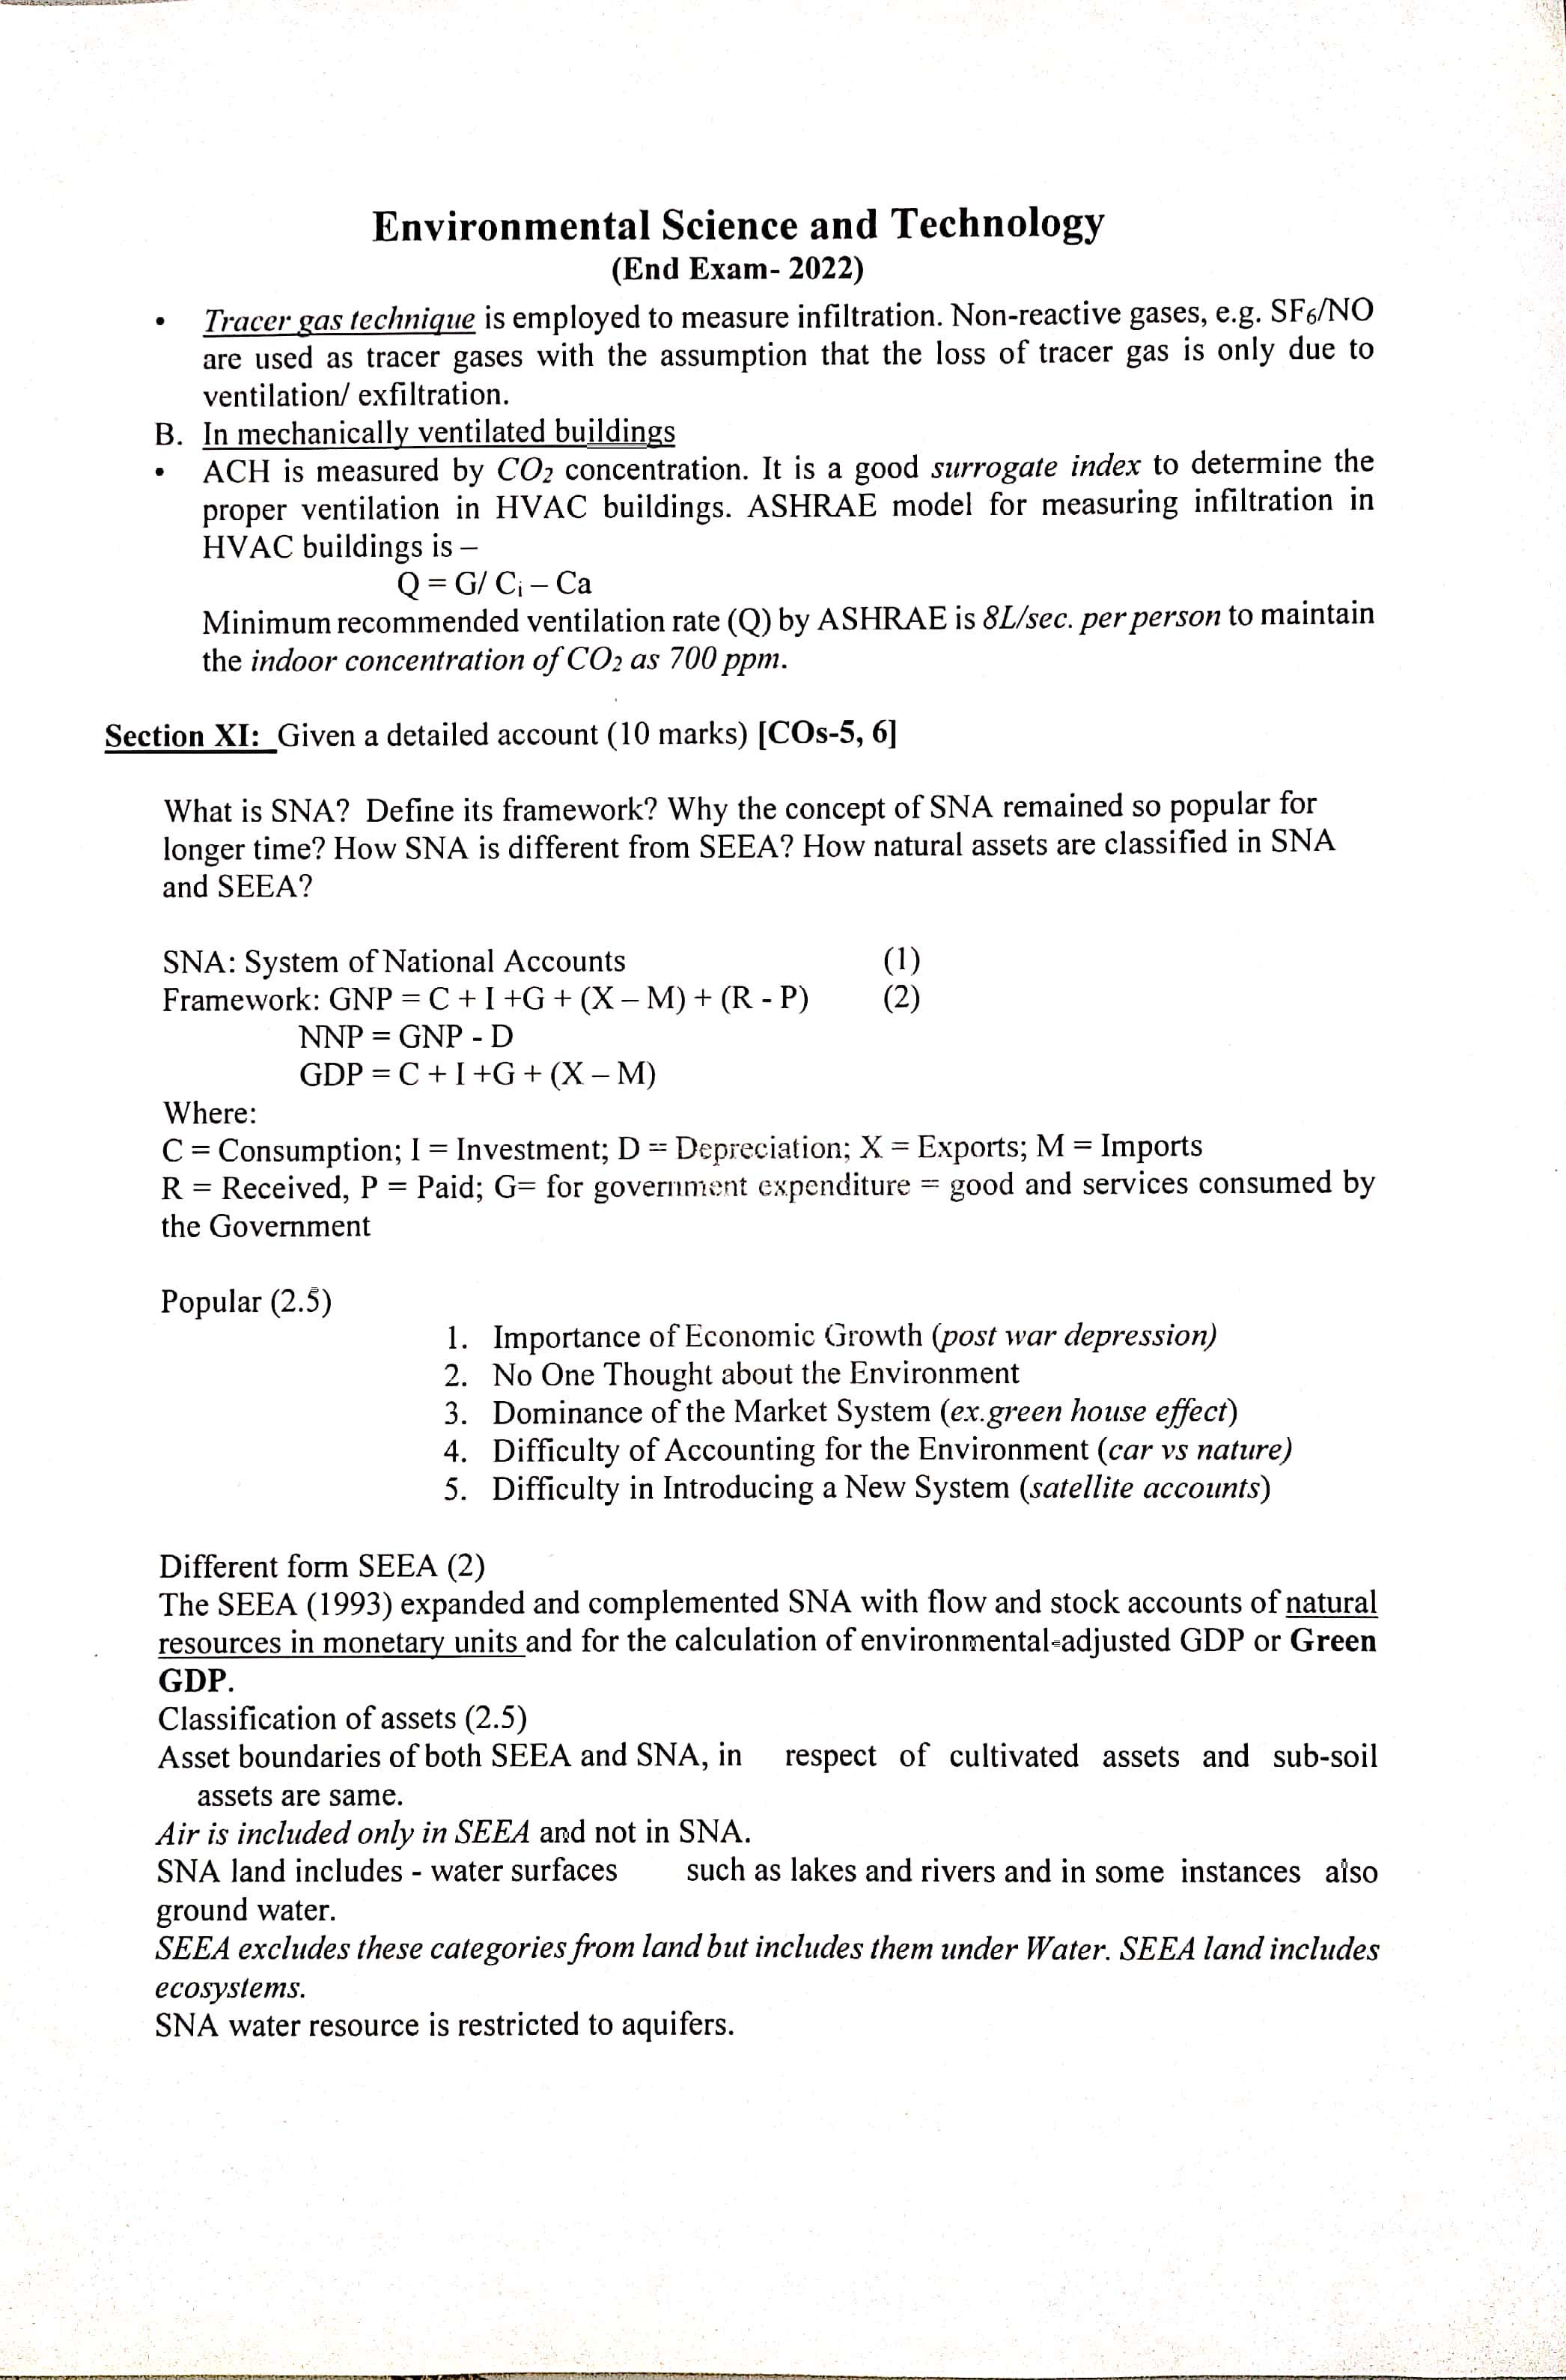 Environmental Science and Technology
(End Exam- 2022)
• Tracer gas technique is employed to measure infiltration. Non-reactive gases, e.g. SF6/NO
are used as tracer gases with the assumption that the loss of tracer gas is only due to
ventilation/ exfiltration.
B. In mechanically ventilated buildings
• ACH is measured by CO2 concentration. It is a good surrogate index to determine the
proper ventilation in HVAC buildings. ASHRAE model for measuring infiltration in
HVAC buildings is –
Q = G/ Ci – Ca
Minimum recommended ventilation rate (Q) by ASHRAE is 8L/sec. per person to maintain
the indoor concentration of CO2 as 700 ppm.
Section XI: Given a detailed account (10 marks) [COs-5, 6]
What is SNA? Define its framework? Why the concept of SNA remained so popular for
longer time? How SNA is different from SEEA? How natural assets are classified in SNA
and SEEA?
SNA: System of National Accounts (1)
Framework: GNP = C + I +G + (X – M) + (R - P) (2)
NNP = GNP - D
GDP = C + I +G + (X – M)
Where:
C = Consumption; I = Investment; D = Depreciation; X = Exports; M = Imports
R = Received, P = Paid; G= for government expenditure = good and services consumed by
the Government
Popular (2.5)
1. Importance of Economic Growth (post war depression)
2. No One Thought about the Environment
3. Dominance of the Market System (ex.green house effect)
4. Difficulty of Accounting for the Environment (car vs nature)
5. Difficulty in Introducing a New System (satellite accounts)
Different form SEEA (2)
The SEEA (1993) expanded and complemented SNA with flow and stock accounts of natural
resources in monetary units and for the calculation of environmental-adjusted GDP or Green
GDP.
Classification of assets (2.5)
Asset boundaries of both SEEA and SNA, in respect of cultivated assets and sub-soil
assets are same.
Air is included only in SEEA and not in SNA.
SNA land includes - water surfaces such as lakes and rivers and in some instances also
ground water.
SEEA excludes these categories from land but includes them under Water. SEEA land includes
ecosystems.
SNA water resource is restricted to aquifers.